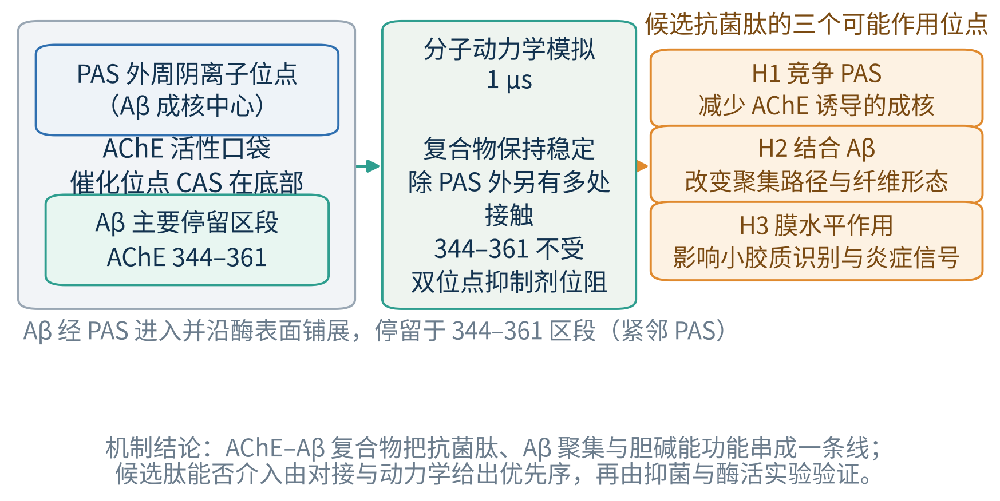 PAS 外周阴离子位点
（Aβ 成核中心）
AChE 活性口袋
催化位点 CAS 在底部
Aβ 主要停留区段
AChE 344–361
分子动力学模拟
1 μs
复合物保持稳定
除 PAS 外另有多处
接触
344–361 不受
双位点抑制剂位阻
候选抗菌肽的三个可能作用位点
H1 竞争 PAS
减少 AChE 诱导的成核
H2 结合 Aβ
改变聚集路径与纤维形态
H3 膜水平作用
影响小胶质识别与炎症信号
Aβ 经 PAS 进入并沿酶表面铺展，停留于 344–361 区段（紧邻 PAS）
机制结论：AChE–Aβ 复合物把抗菌肽、Aβ 聚集与胆碱能功能串成一条线；
候选肽能否介入由对接与动力学给出优先序，再由抑菌与酶活实验验证。